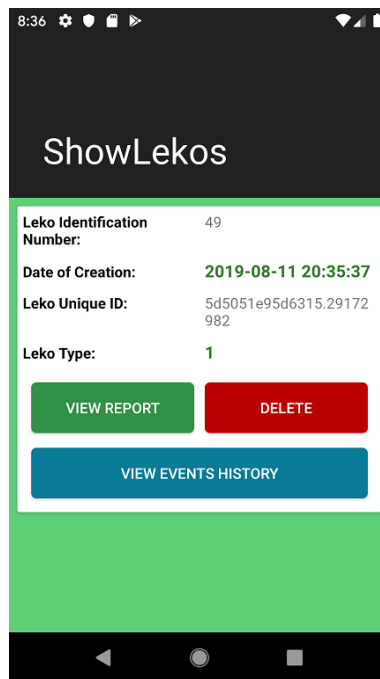 8:36
ShowLekos
Leko Identification 49
Number:
Date of Creation: 2019-08-11 20:35:37
Leko Unique ID: 5d5051e95d6315.29172
982
Leko Type: 1
VIEW REPORT DELETE
VIEW EVENTS HISTORY